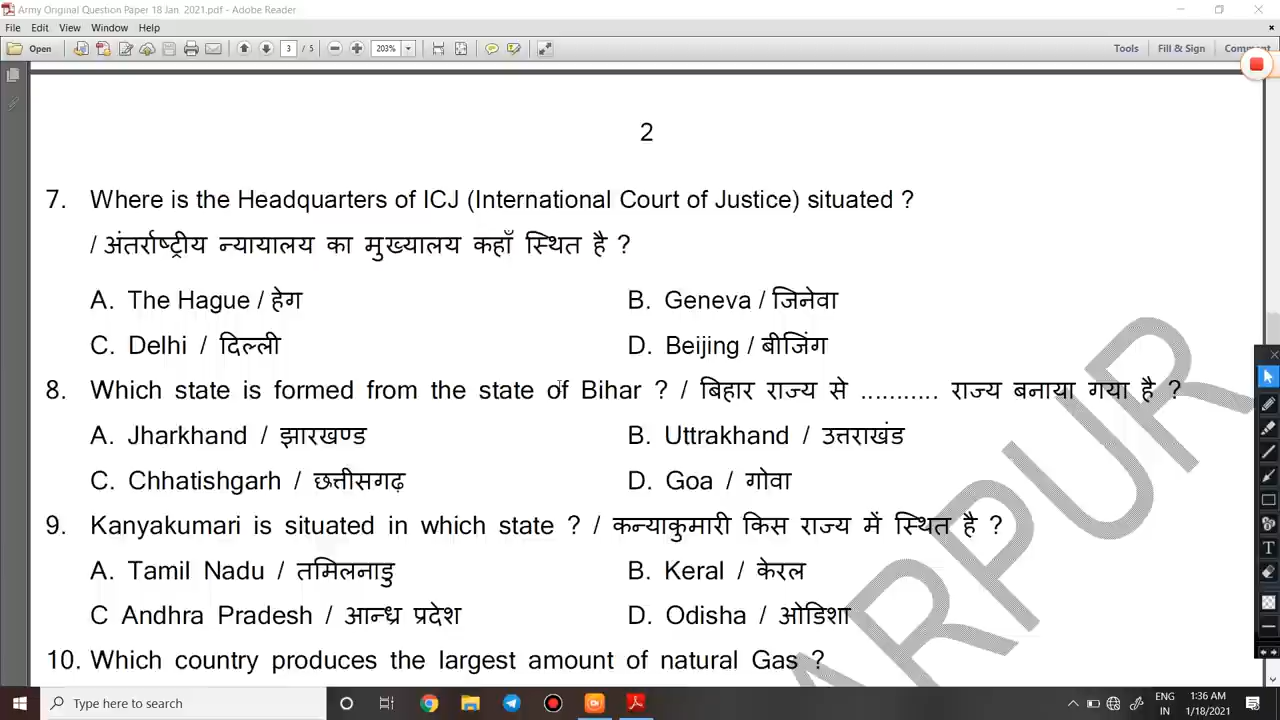 Army Original Question Paper 18 Jan 2021.pdf - Adobe Reader
File Edit View Window Help
Open 3 / 5 203% Tools Fill & Sign Comment
2
7. Where is the Headquarters of ICJ (International Court of Justice) situated ?
/ अंतर्राष्ट्रीय न्यायालय का मुख्यालय कहाँ स्थित है ?
A. The Hague / हेग B. Geneva / जिनेवा
C. Delhi / दिल्ली D. Beijing / बीजिंग
8. Which state is formed from the state of Bihar ? / बिहार राज्य से ........... राज्य बनाया गया है ?
A. Jharkhand / झारखण्ड B. Uttrakhand / उत्तराखंड
C. Chhatishgarh / छत्तीसगढ़ D. Goa / गोवा
9. Kanyakumari is situated in which state ? / कन्याकुमारी किस राज्य में स्थित है ?
A. Tamil Nadu / तमिलनाडु B. Keral / केरल
C Andhra Pradesh / आन्ध्र प्रदेश D. Odisha / ओडिशा
10. Which country produces the largest amount of natural Gas ?
ARPUR
Type here to search ENG 1:36 AM
IN 1/18/2021